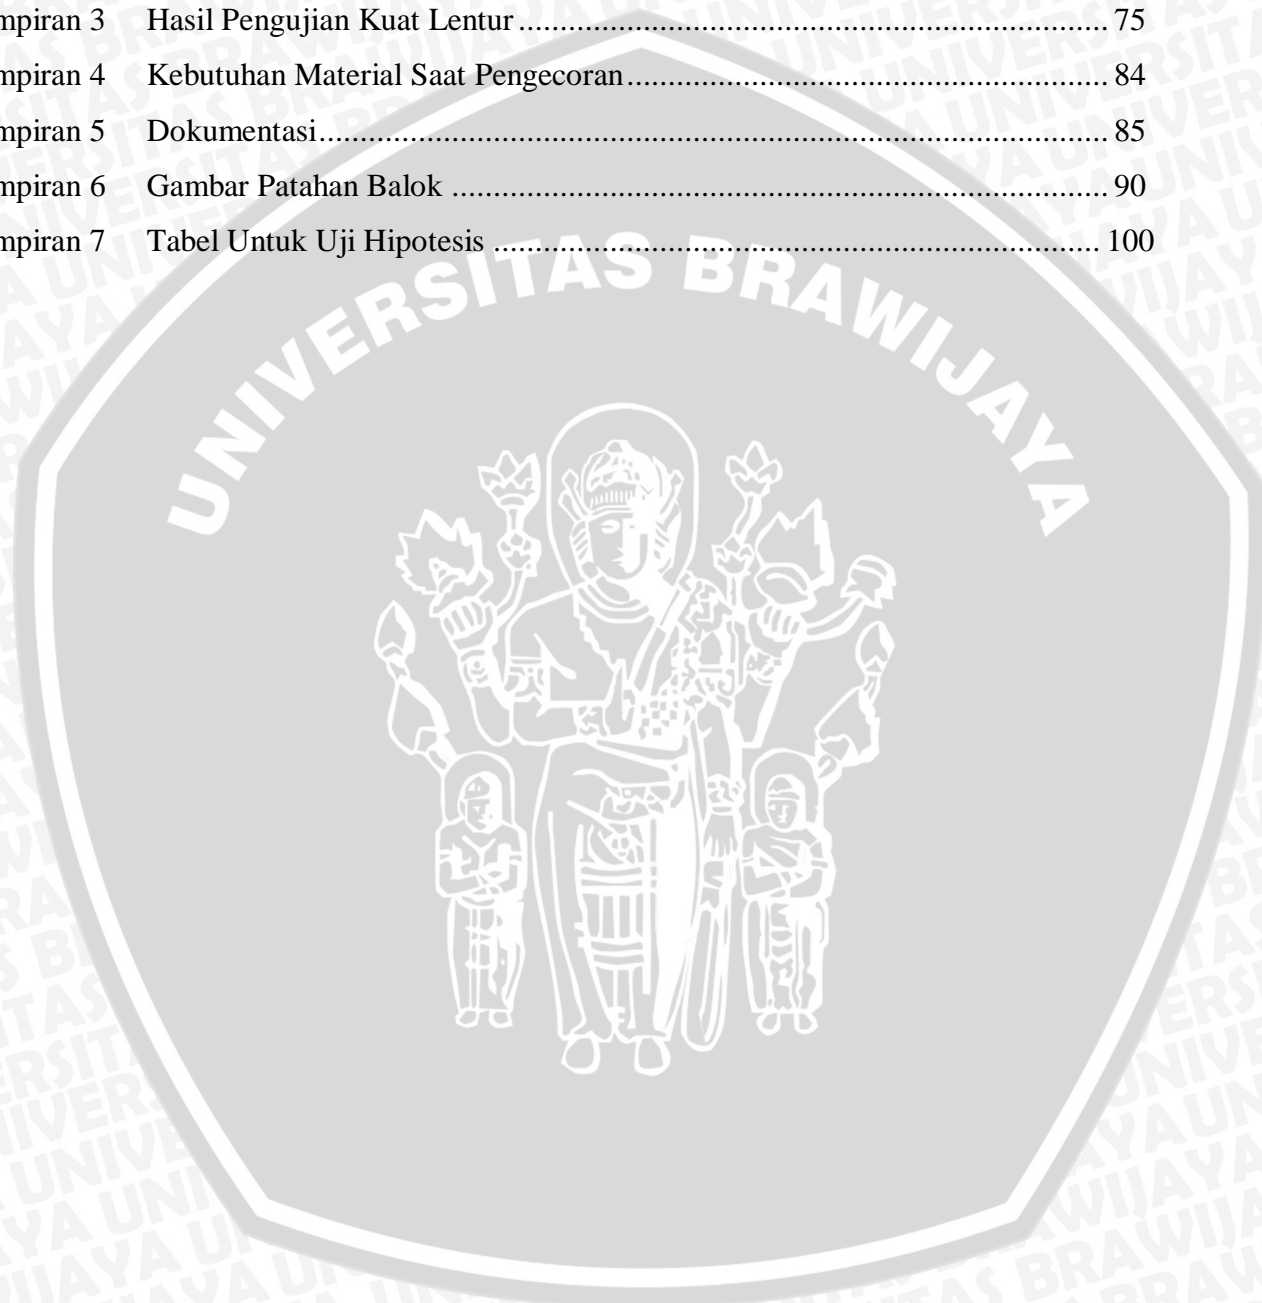 mpiran 3 Hasil Pengujian Kuat Lentur ........................................................................ 75
mpiran 4 Kebutuhan Material Saat Pengecoran ........................................................... 84
mpiran 5 Dokumentasi ................................................................................................ 85
mpiran 6 Gambar Patahan Balok ................................................................................ 90
mpiran 7 Tabel Untuk Uji Hipotesis .......................................................................... 100
UNIVERSITAS BRAWIJAYA